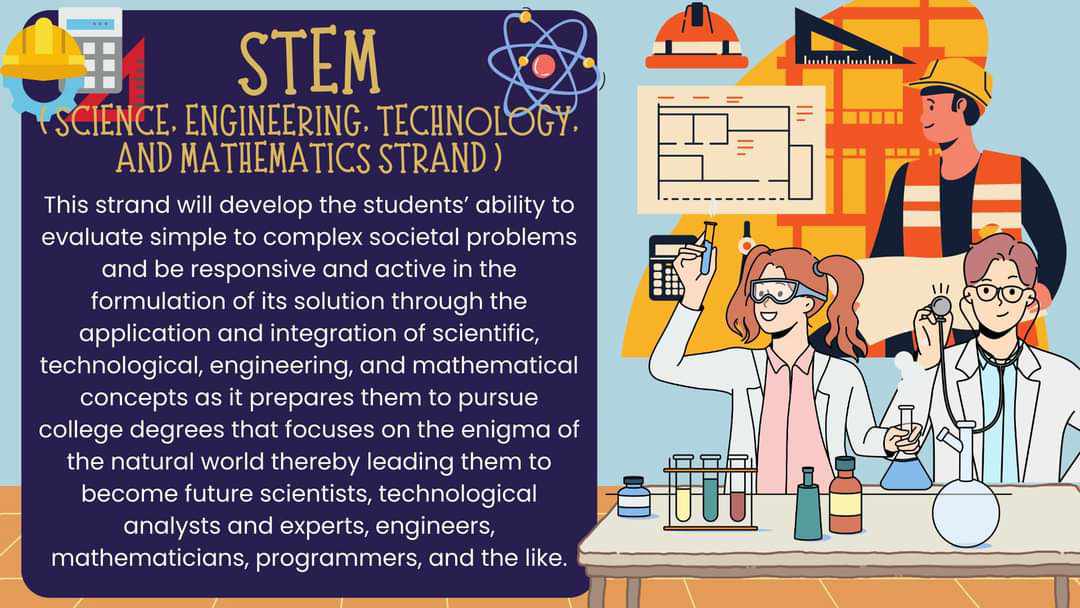 STEM
( SCIENCE, ENGINEERING, TECHNOLOGY,
AND MATHEMATICS STRAND )
This strand will develop the students’ ability to
evaluate simple to complex societal problems
and be responsive and active in the
formulation of its solution through the
application and integration of scientific,
technological, engineering, and mathematical
concepts as it prepares them to pursue
college degrees that focuses on the enigma of
the natural world thereby leading them to
become future scientists, technological
analysts and experts, engineers,
mathematicians, programmers, and the like.